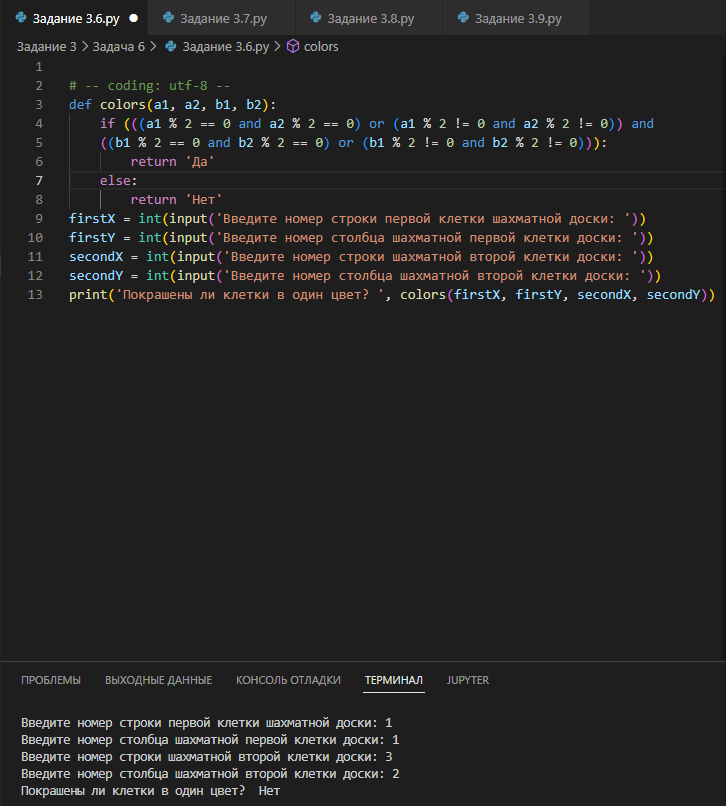 Задание 3.6.py Задание 3.7.py Задание 3.8.py Задание 3.9.py
Задание 3 > Задача 6 > Задание 3.6.py > colors
1
2 # -- coding: utf-8 --
3 def colors(a1, a2, b1, b2):
4 if (((a1 % 2 == 0 and a2 % 2 == 0) or (a1 % 2 != 0 and a2 % 2 != 0)) and
5 ((b1 % 2 == 0 and b2 % 2 == 0) or (b1 % 2 != 0 and b2 % 2 != 0))):
6 return 'Да'
7 else:
8 return 'Нет'
9 firstX = int(input('Введите номер строки первой клетки шахматной доски: '))
10 firstY = int(input('Введите номер столбца шахматной первой клетки доски: '))
11 secondX = int(input('Введите номер строки шахматной второй клетки доски: '))
12 secondY = int(input('Введите номер столбца шахматной второй клетки доски: '))
13 print('Покрашены ли клетки в один цвет? ', colors(firstX, firstY, secondX, secondY))
ПРОБЛЕМЫ ВЫХОДНЫЕ ДАННЫЕ КОНСОЛЬ ОТЛАДКИ ТЕРМИНАЛ JUPYTER
Введите номер строки первой клетки шахматной доски: 1
Введите номер столбца шахматной первой клетки доски: 1
Введите номер строки шахматной второй клетки доски: 3
Введите номер столбца шахматной второй клетки доски: 2
Покрашены ли клетки в один цвет?  Нет